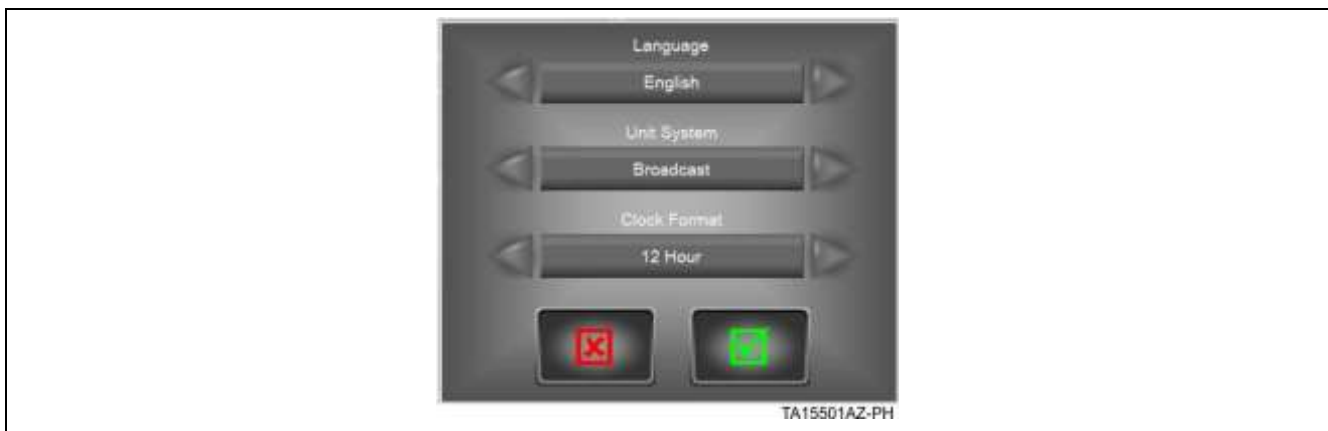 Language
English
Unit System
Broadcast
Clock Format
12 Hour
TA15501AZ-PH